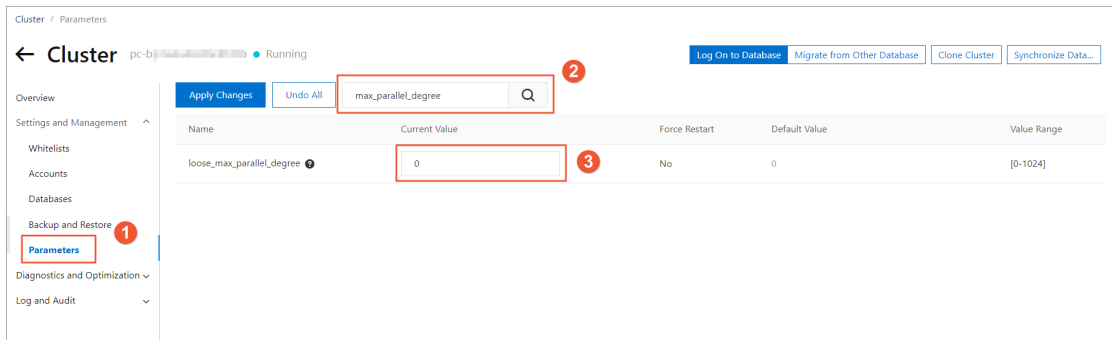 Cluster / Parameters
← Cluster pc-b Running
Log On to Database Migrate from Other Database Clone Cluster Synchronize Data...
2
Overview
Apply Changes Undo All max_parallel_degree
Settings and Management
Name Current Value Force Restart Default Value Value Range
Whitelists
loose_max_parallel_degree ? 0 3 No 0 [0-1024]
Accounts
Databases
Backup and Restore
1
Parameters
Diagnostics and Optimization
Log and Audit